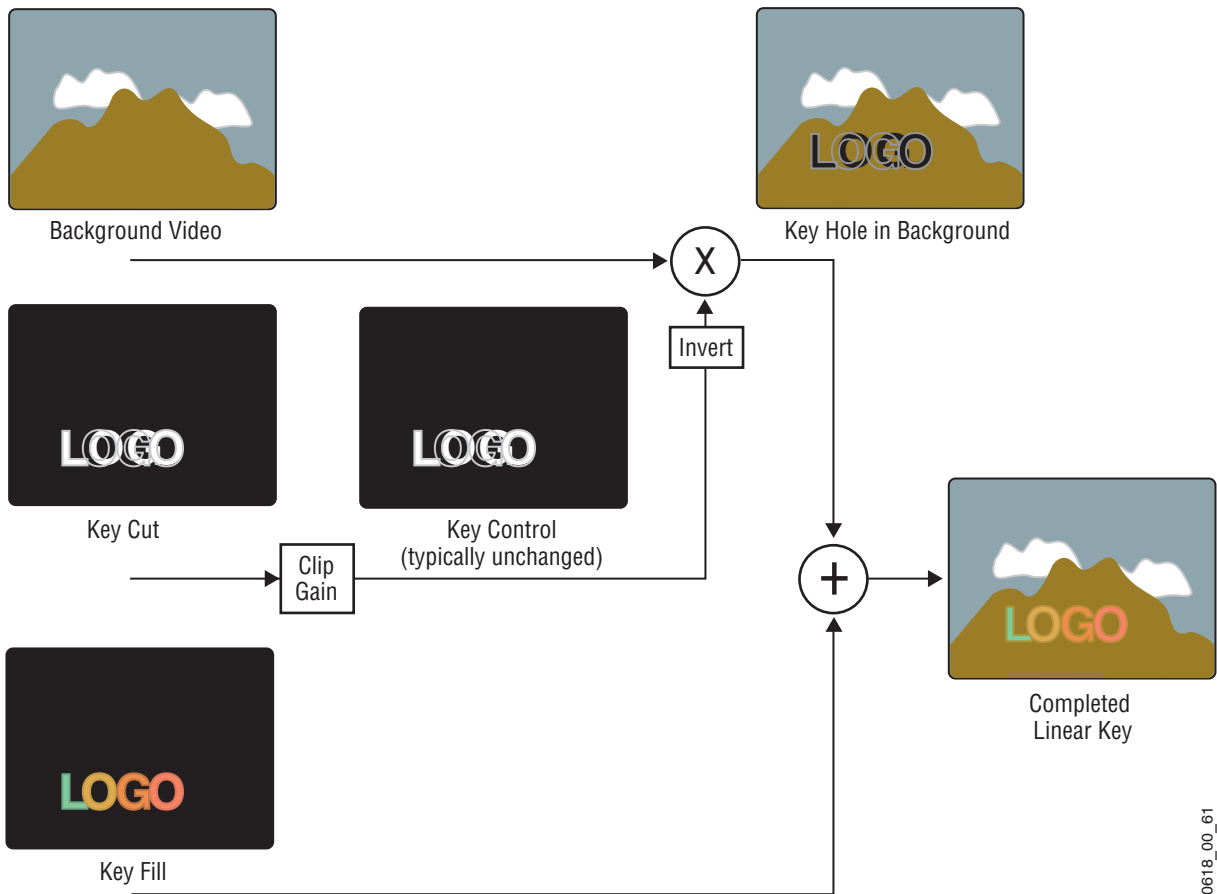 LOGO
Background Video
Key Hole in Background
X
Invert
LOGO
LOGO
Key Cut
Key Control
(typically unchanged)
Clip
Gain
+
LOGO
Completed
Linear Key
LOGO
Key Fill
0618_00_61